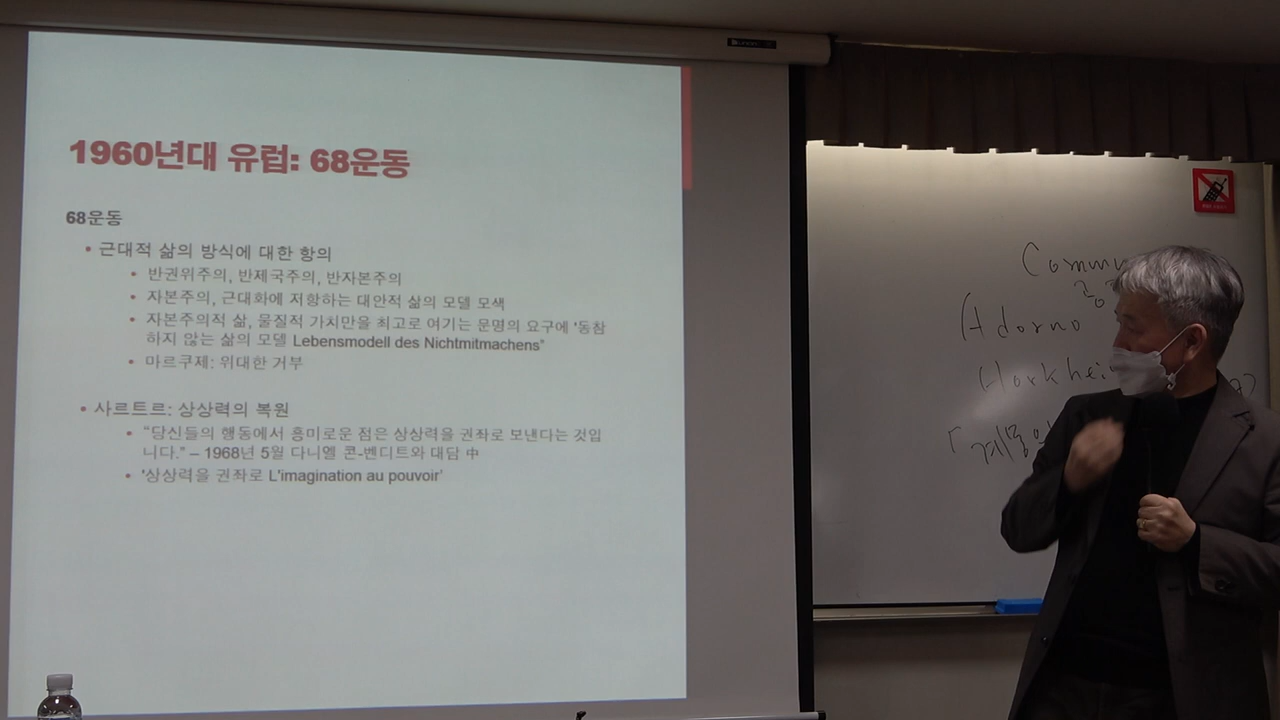 1960년대 유럽: 68운동
68운동
• 근대적 삶의 방식에 대한 항의
• 반권위주의, 반제국주의, 반자본주의
• 자본주의, 근대화에 저항하는 대안적 삶의 모델 모색
• 자본주의적 삶, 물질적 가치만을 최고로 여기는 문명의 요구에 '동참
하지 않는 삶의 모델 Lebensmodell des Nichtmitmachens'
• 마르쿠제: 위대한 거부
• 사르트르: 상상력의 복원
• “당신들의 행동에서 흥미로운 점은 상상력을 권좌로 보낸다는 것입
니다.” – 1968년 5월 다니엘 콘-벤디트와 대담 中
• '상상력을 권좌로 L'imagination au pouvoir'
Commu
Adorno
Horkhei